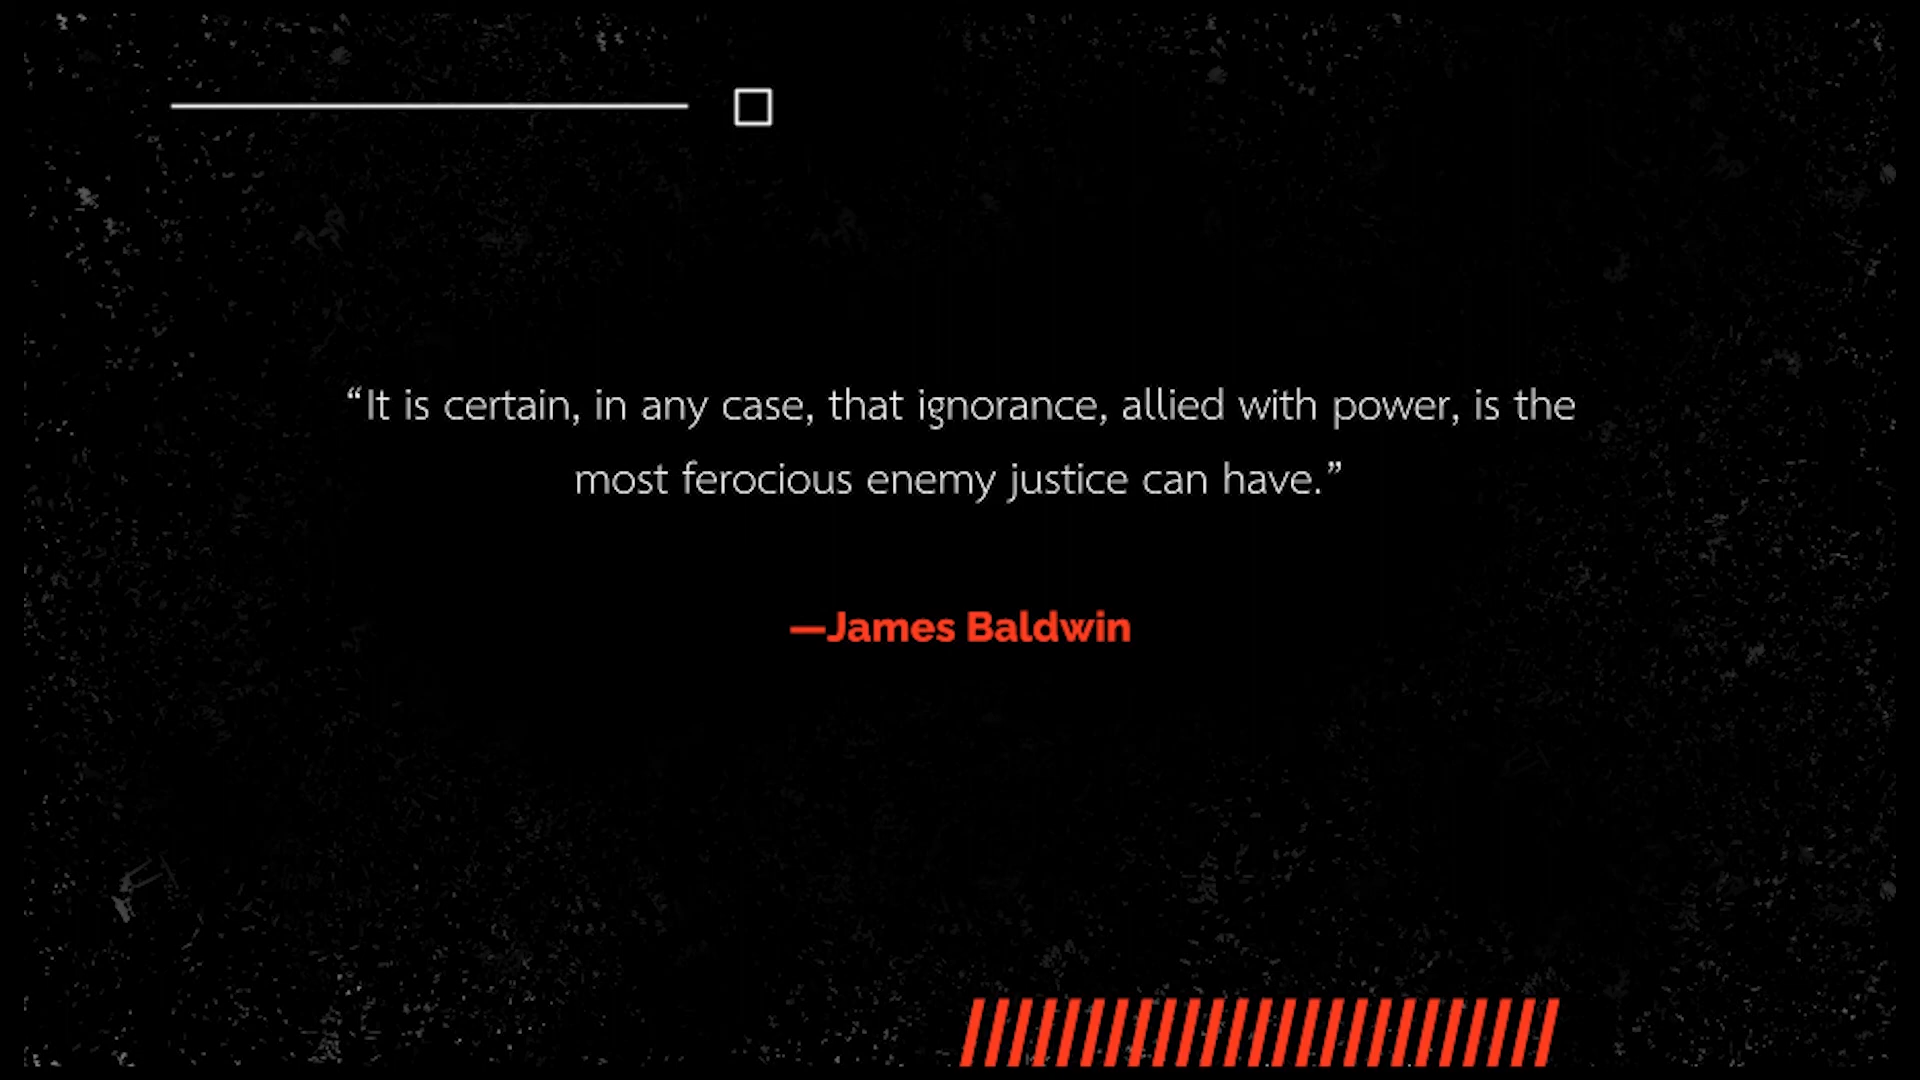 “It is certain, in any case, that ignorance, allied with power, is the
most ferocious enemy justice can have.”
—James Baldwin